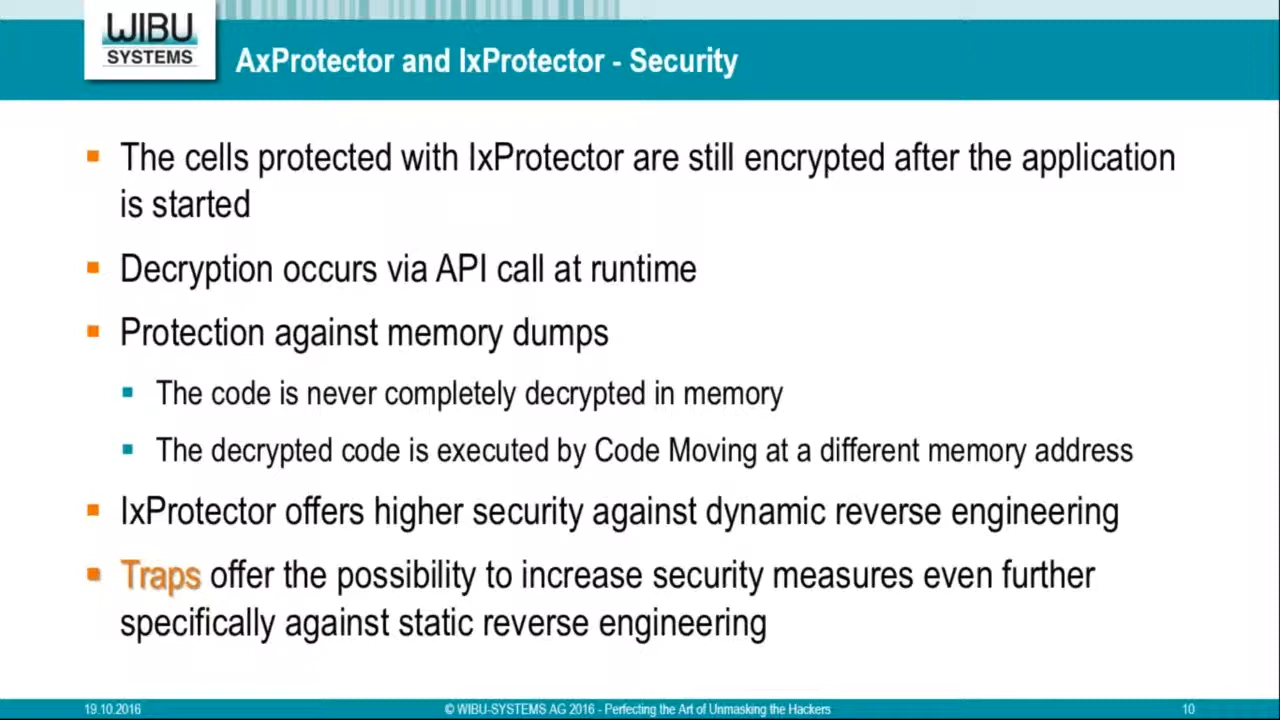 WIBU
SYSTEMS
AxProtector and IxProtector - Security
The cells protected with IxProtector are still encrypted after the application
is started
Decryption occurs via API call at runtime
Protection against memory dumps
The code is never completely decrypted in memory
The decrypted code is executed by Code Moving at a different memory address
IxProtector offers higher security against dynamic reverse engineering
Traps offer the possibility to increase security measures even further
specifically against static reverse engineering
19.10.2016
© WIBU-SYSTEMS AG 2016 - Perfecting the Art of Unmasking the Hackers
10